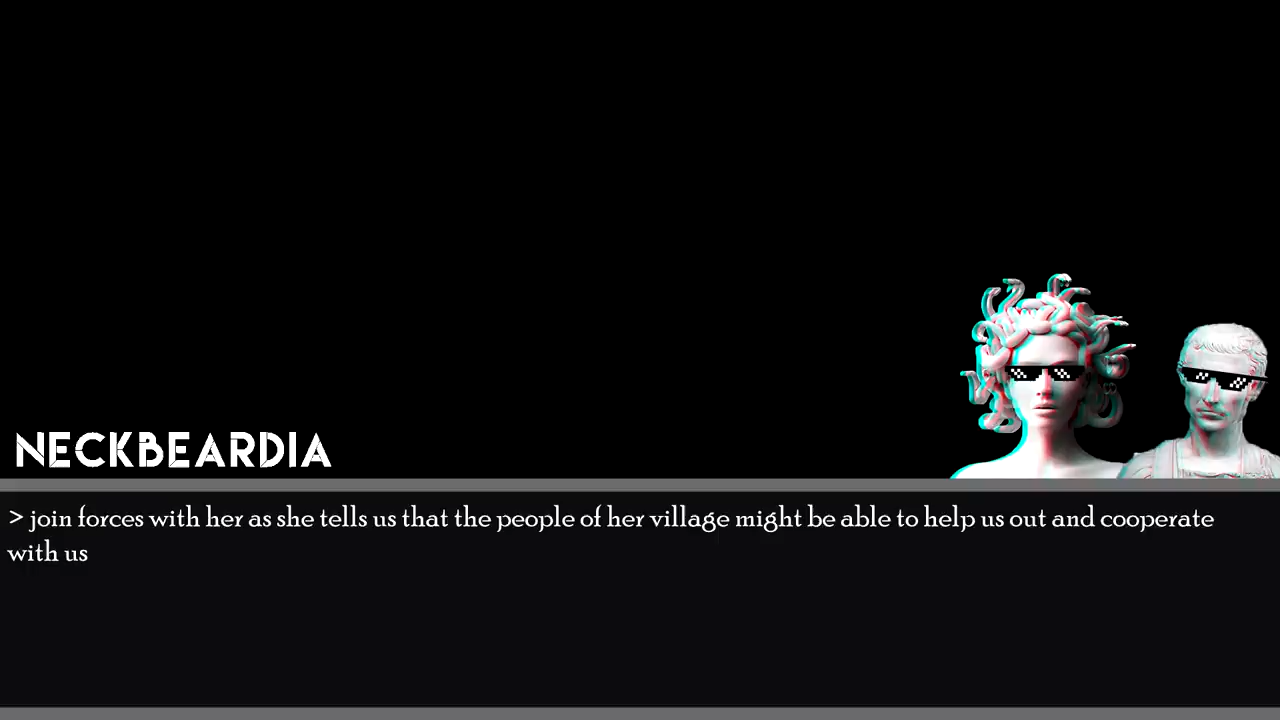 NECKBEARDIA
> join forces with her as she tells us that the people of her village might be able to help us out and cooperate
with us